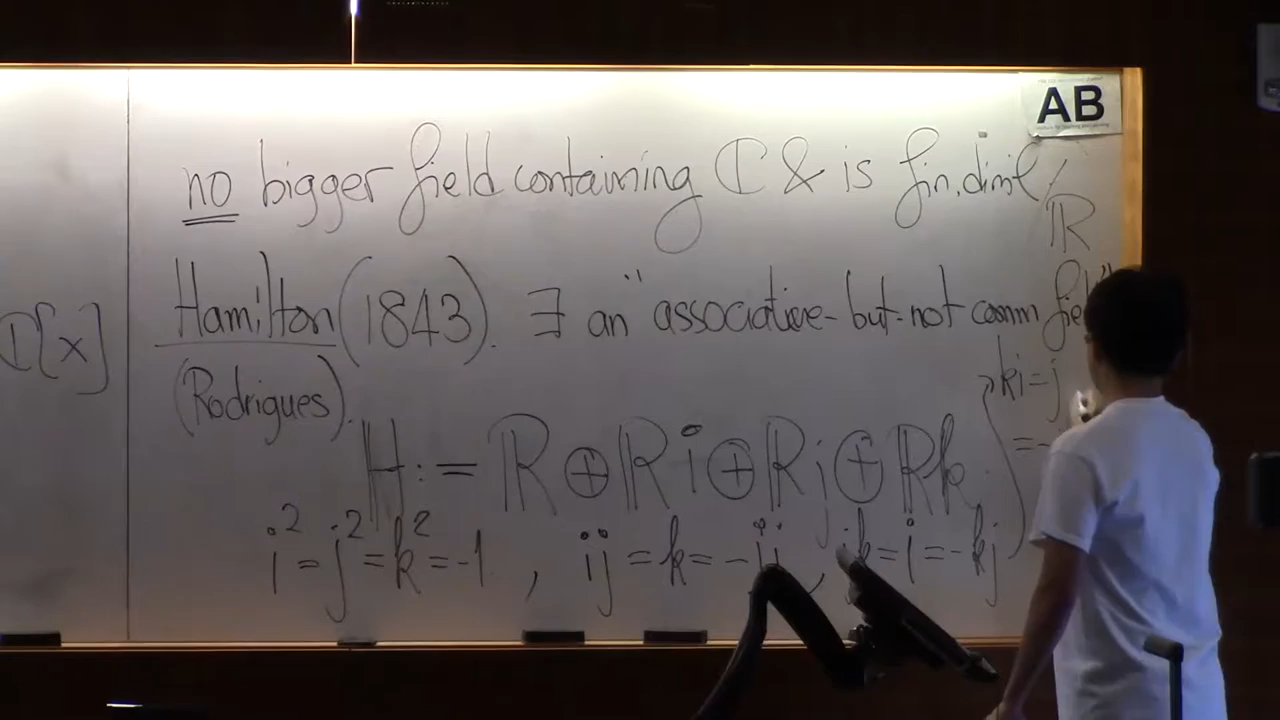 AB
no bigger field containing ℂ & is fin. dim'l /
ℝ
Hamilton (1843). ∃ an "associative-but-not comm
(Rodrigues).
ki=j
=-
ℍ := ℝ ⊕ ℝi ⊕ ℝj ⊕ ℝk
i²=j²=k²=-1 , ij=k=-ji , jk=i=-kj
[x]